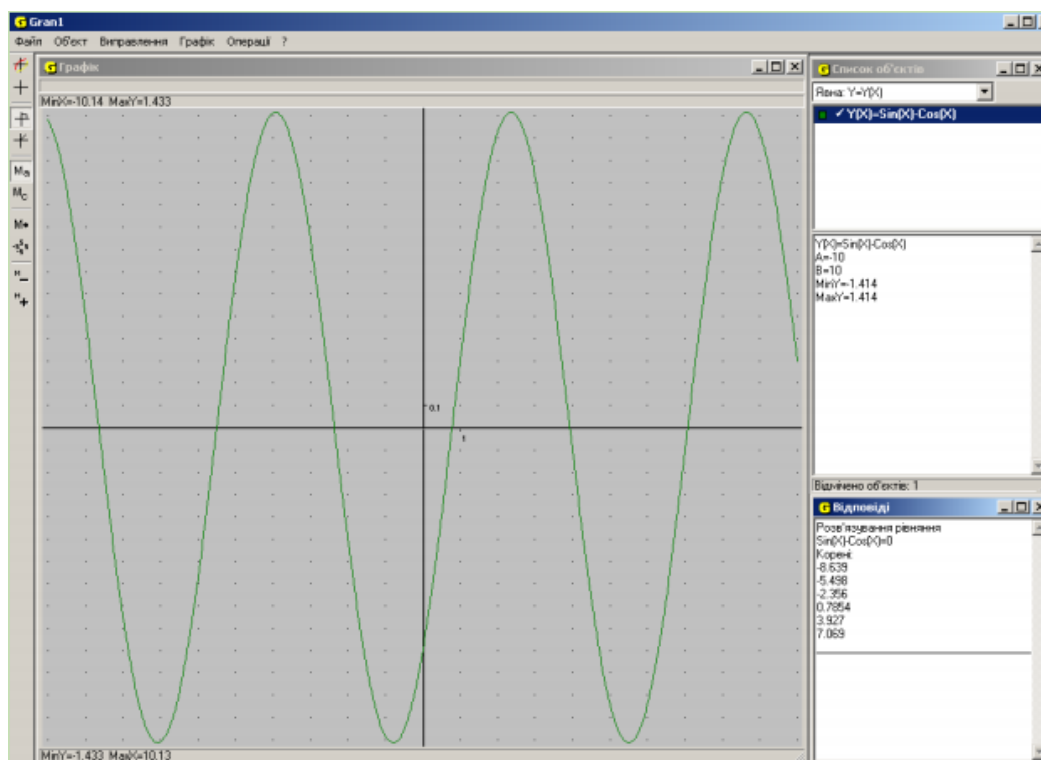 Gran1
Файл Об'єкт Виправлення Графік Операції ?
Графік
MinX=-10.14 MaxY=1.433
0.1
1
MinY=-1.433 MaxX=10.13
Ma
Mc
M
Список об'єктів
Явна: Y=Y(X)
Y(X)=Sin(X)-Cos(X)
Y(X)=Sin(X)-Cos(X)
A=-10
B=10
MinY=-1.414
MaxY=1.414
Відмічено об'єктів: 1
Відповіді
Розв'язування рівняння
Sin(X)-Cos(X)=0
Корені:
-8.639
-5.498
-2.356
0.7854
3.927
7.069